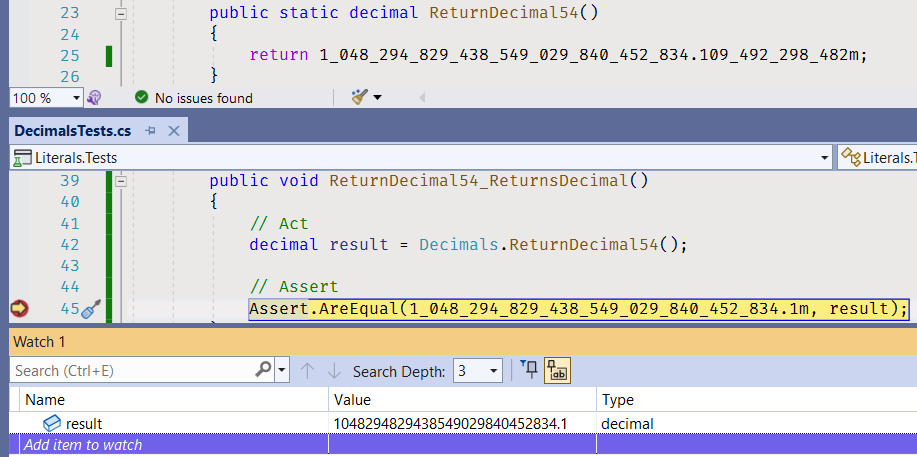 23 public static decimal ReturnDecimal54()
24 {
25 return 1_048_294_829_438_549_029_840_452_834.109_492_298_482m;
26 }
100 % No issues found
DecimalsTests.cs
Literals.Tests Literals.T
39 public void ReturnDecimal54_ReturnsDecimal()
40 {
41 // Act
42 decimal result = Decimals.ReturnDecimal54();
43
44 // Assert
45 Assert.AreEqual(1_048_294_829_438_549_029_840_452_834.1m, result);
Watch 1
Search (Ctrl+E) Search Depth: 3
Name Value Type
result 1048294829438549029840452834.1 decimal
Add item to watch